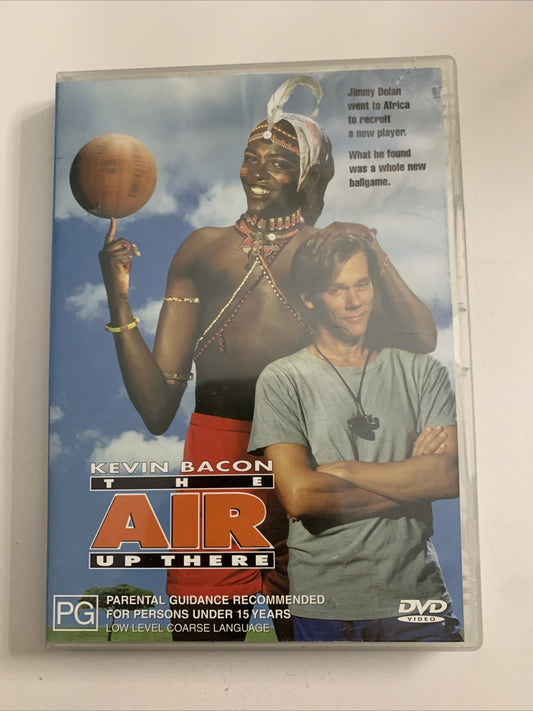 Jimmy Dolan
went to Africa
to recruit
a new player.
What he found
was a whole new
ballgame.
KEVIN BACON
THE
AIR
UP THERE
PG
PARENTAL GUIDANCE RECOMMENDED
FOR PERSONS UNDER 15 YEARS
LOW LEVEL COARSE LANGUAGE
DVD
VIDEO